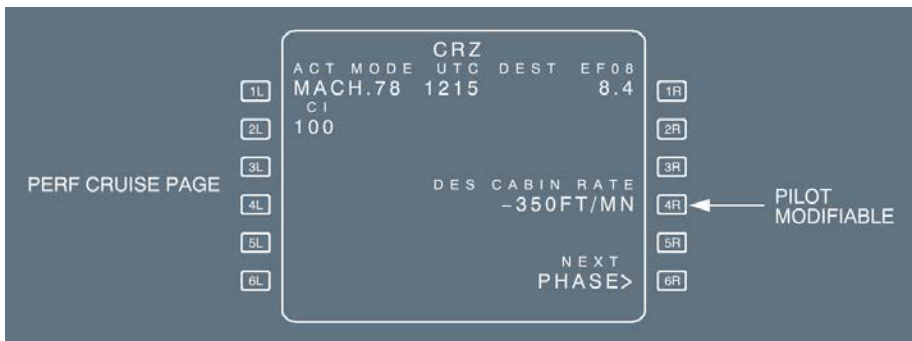 CRZ
ACT MODE UTC DEST EF08
1L MACH.78 1215 8.4 1R
CI
2L 100 2R
3L 3R
PERF CRUISE PAGE
DES CABIN RATE
4L -350FT/MN 4R PILOT MODIFIABLE
5L 5R
NEXT
6L PHASE> 6R